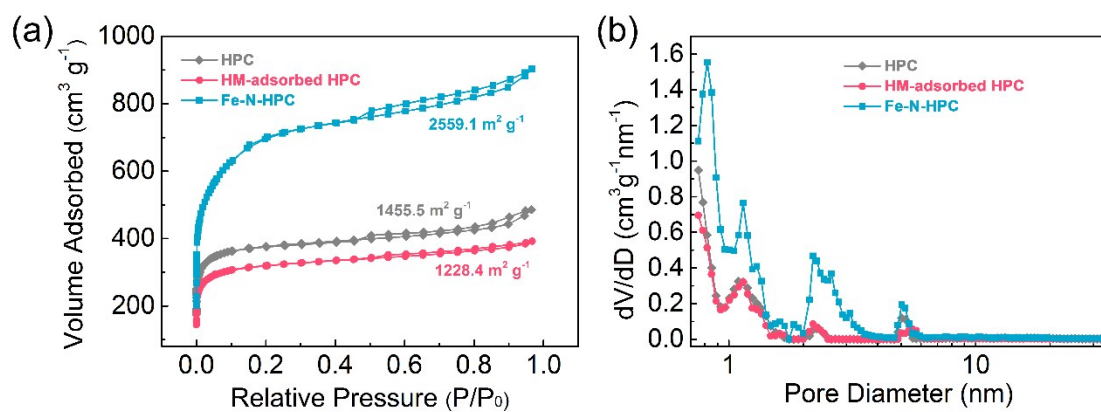 (a)
1000
800
600
400
200
Volume Adsorbed (cm³ g⁻¹)
HPC
HM-adsorbed HPC
Fe-N-HPC
2559.1 m² g⁻¹
1455.5 m² g⁻¹
1228.4 m² g⁻¹
0.0 0.2 0.4 0.6 0.8 1.0
Relative Pressure (P/P₀)
(b)
1.6
1.4
1.2
1.0
0.8
0.6
0.4
0.2
0.0
dV/dD (cm³g⁻¹nm⁻¹)
HPC
HM-adsorbed HPC
Fe-N-HPC
1 10
Pore Diameter (nm)